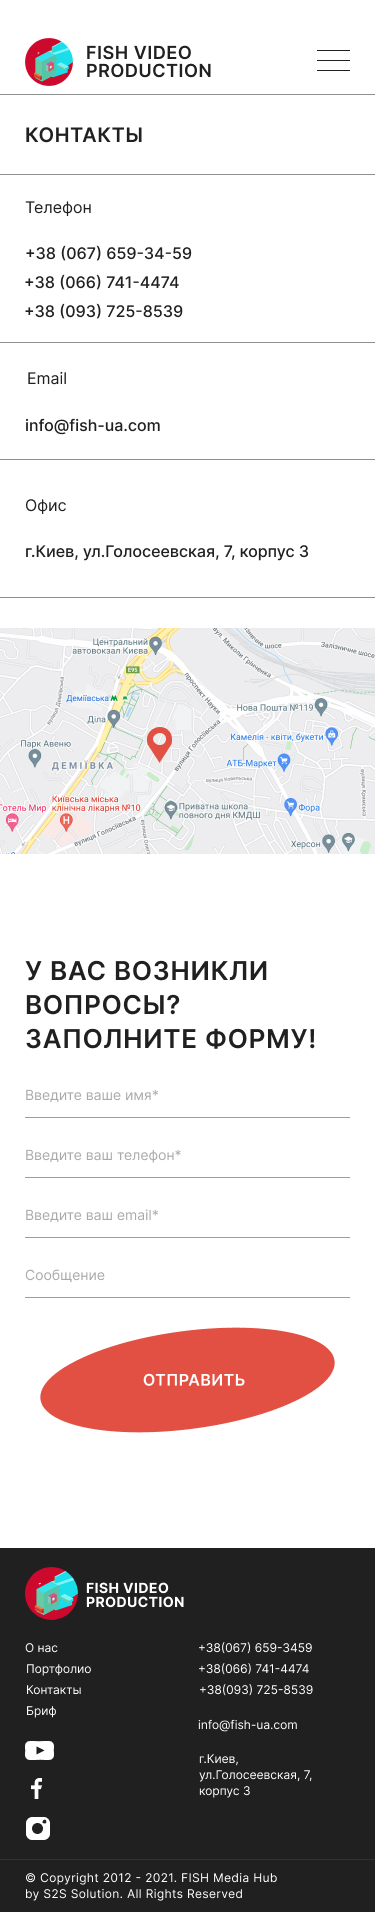 FISH VIDEO
PRODUCTION
КОНТАКТЫ
Телефон
+38 (067) 659-34-59
+38 (066) 741-4474
+38 (093) 725-8539
Email
info@fish-ua.com
Офис
г.Киев, ул.Голосеевская, 7, корпус 3
Центральний
автовокзал Києва
E95
вул. Миколи Грінченка
Залізничне шосе
Деміївська
проспект Науки
Діла
Нова Пошта №119
Камелія - квіти, букети
Парк Авеню
ДЕМІЇВКА
вулиця Голосіївська
АТБ-Маркет
Київська міська
клінічна лікарня №10
Готель Мир
Приватна школа
повного дня КМДШ
Фора
вулиця Голосіївська
Херсон
У ВАС ВОЗНИКЛИ
ВОПРОСЫ?
ЗАПОЛНИТЕ ФОРМУ!
Введите ваше имя*
Введите ваш телефон*
Введите ваш email*
Сообщение
ОТПРАВИТЬ
FISH VIDEO
PRODUCTION
О нас
Портфолио
Контакты
Бриф
+38(067) 659-3459
+38(066) 741-4474
+38(093) 725-8539
info@fish-ua.com
г.Киев,
ул.Голосеевская, 7,
корпус 3
© Copyright 2012 - 2021. FISH Media Hub
by S2S Solution. All Rights Reserved